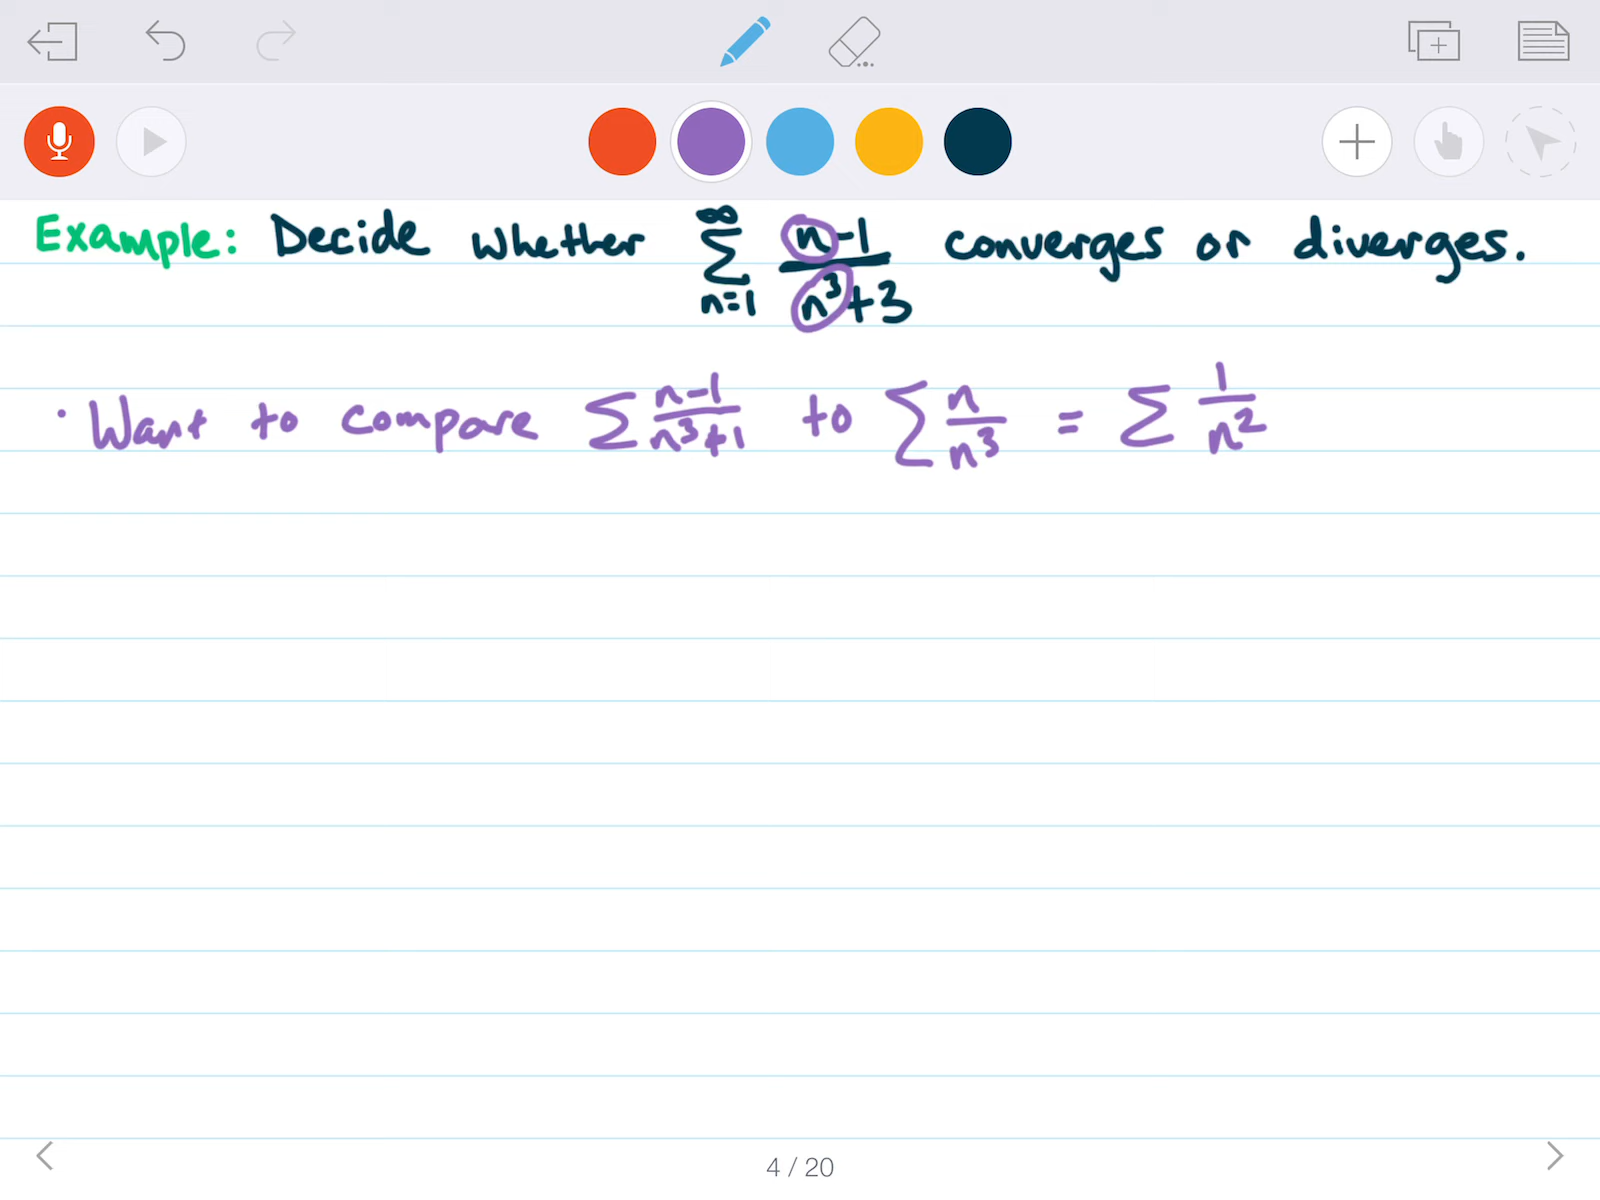 Example: Decide whether ∞ Σ n=1 n-1 / n³+3 converges or diverges.
· Want to compare Σ n-1 / n³+1 to Σ n / n³ = Σ 1 / n²
4 / 20